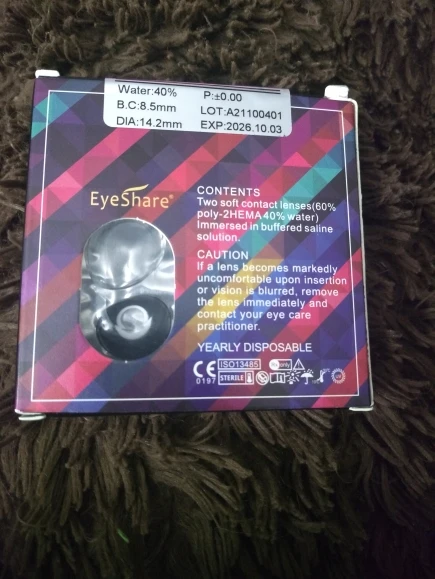 Water:40% P:±0.00
B.C:8.5mm LOT:A21100401
DIA:14.2mm EXP:2026.10.03
EyeShare®
CONTENTS
Two soft contact lenses(60%
poly-2HEMA40% water)
Immersed in buffered saline
solution.
CAUTION
If a lens becomes markedly
uncomfortable upon insertion
or vision is blurred, remove
the lens immediately and
contact your eye care
practitioner.
YEARLY DISPOSABLE
CE ISO13485
0197 STERILE